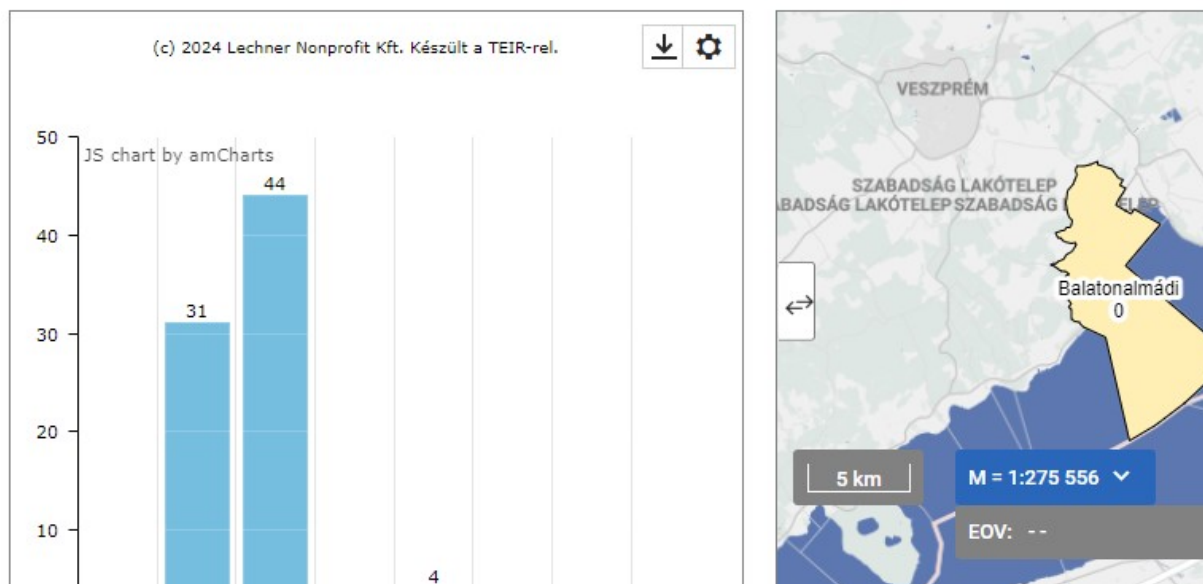 (c) 2024 Lechner Nonprofit Kft. Készült a TEIR-rel.
50
JS chart by amCharts
44
40
31
30
20
10
4
VESZPRÉM
SZABADSÁG LAKÓTELEP
ABADSÁG LAKÓTELEP SZABADSÁG
Balatonalmádi
0
5 km
M = 1:275 556
EOV: - -